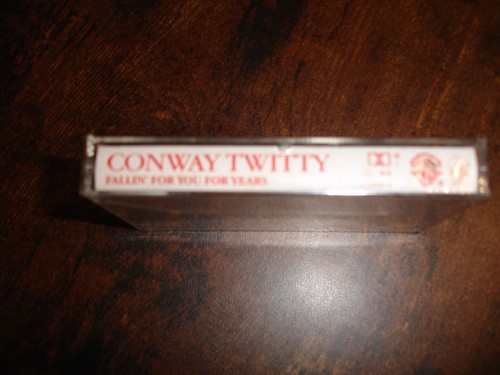 CONWAY TWITTY
FALLIN' FOR YOU FOR YEARS